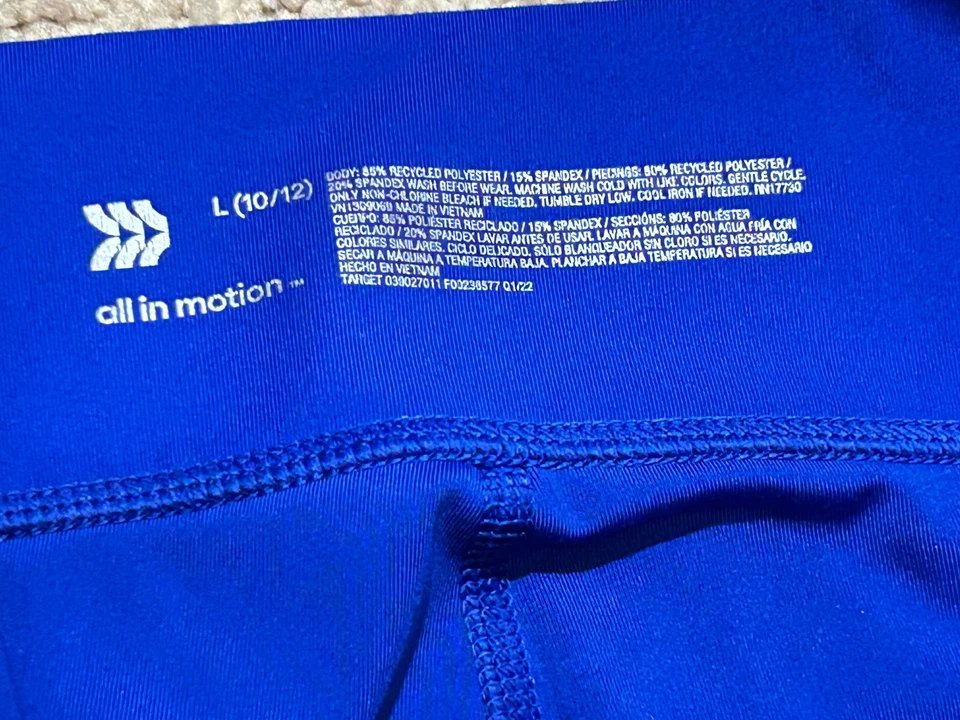 L (10/12)
all in motion™
BODY: 85% RECYCLED POLYESTER / 15% SPANDEX / PIECINGS: 80% RECYCLED POLYESTER /
20% SPANDEX WASH BEFORE WEAR. MACHINE WASH COLD WITH LIKE COLORS. GENTLE CYCLE.
ONLY NON-CHLORINE BLEACH IF NEEDED. TUMBLE DRY LOW. COOL IRON IF NEEDED. RN17730
MADE IN VIETNAM
CUERPO: 85% POLIÉSTER RECICLADO / 15% SPANDEX / SECCIÓNS: 80% POLIÉSTER
RECICLADO / 20% SPANDEX LAVAR ANTES DE USAR. LAVAR A MÁQUINA CON AGUA FRÍA CON
COLORES SIMILARES. CICLO DELICADO. SÓLO BLANQUEADOR SIN CLORO SI ES NECESARIO.
SECAR A MÁQUINA A TEMPERATURA BAJA. PLANCHAR A BAJA TEMPERATURA SI ES NECESARIO
HECHO EN VIETNAM
TARGET 039027011 F00238577 Q1/22